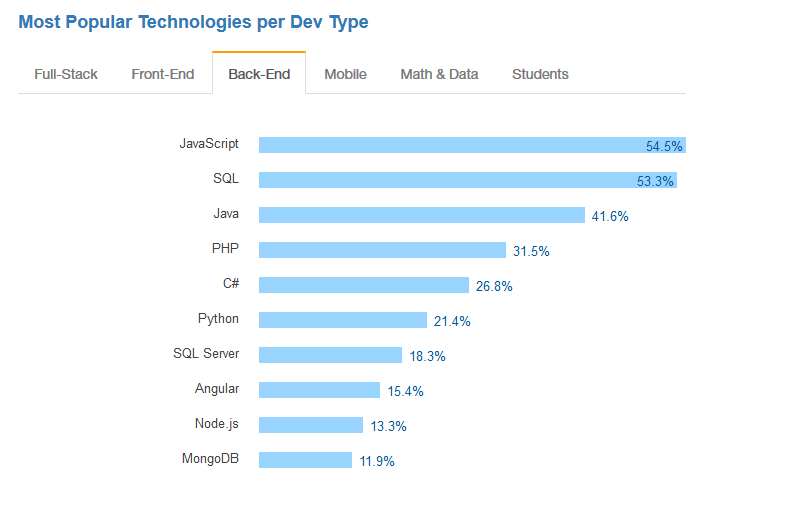 Most Popular Technologies per Dev Type
Full-Stack Front-End Back-End Mobile Math & Data Students
JavaScript 54.5%
SQL 53.3%
Java 41.6%
PHP 31.5%
C# 26.8%
Python 21.4%
SQL Server 18.3%
Angular 15.4%
Node.js 13.3%
MongoDB 11.9%